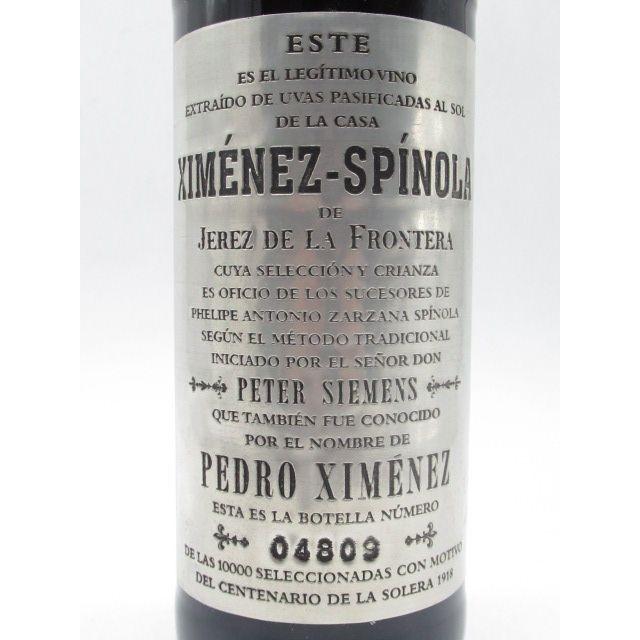 ESTE
ES EL LEGÍTIMO VINO
EXTRAÍDO DE UVAS PASIFICADAS AL SOL
DE LA CASA
XIMÉNEZ-SPÍNOLA
DE
JEREZ DE LA FRONTERA
CUYA SELECCIÓN Y CRIANZA
ES OFICIO DE LOS SUCESORES DE
PHELIPE ANTONIO ZARZANA SPÍNOLA
SEGÚN EL MÉTODO TRADICIONAL
INICIADO POR EL SEÑOR DON
PETER SIEMENS
QUE TAMBIÉN FUE CONOCIDO
POR EL NOMBRE DE
PEDRO XIMÉNEZ
ESTA ES LA BOTELLA NÚMERO
04809
DE LAS 10000 SELECCIONADAS CON MOTIVO
DEL CENTENARIO DE LA SOLERA 1918